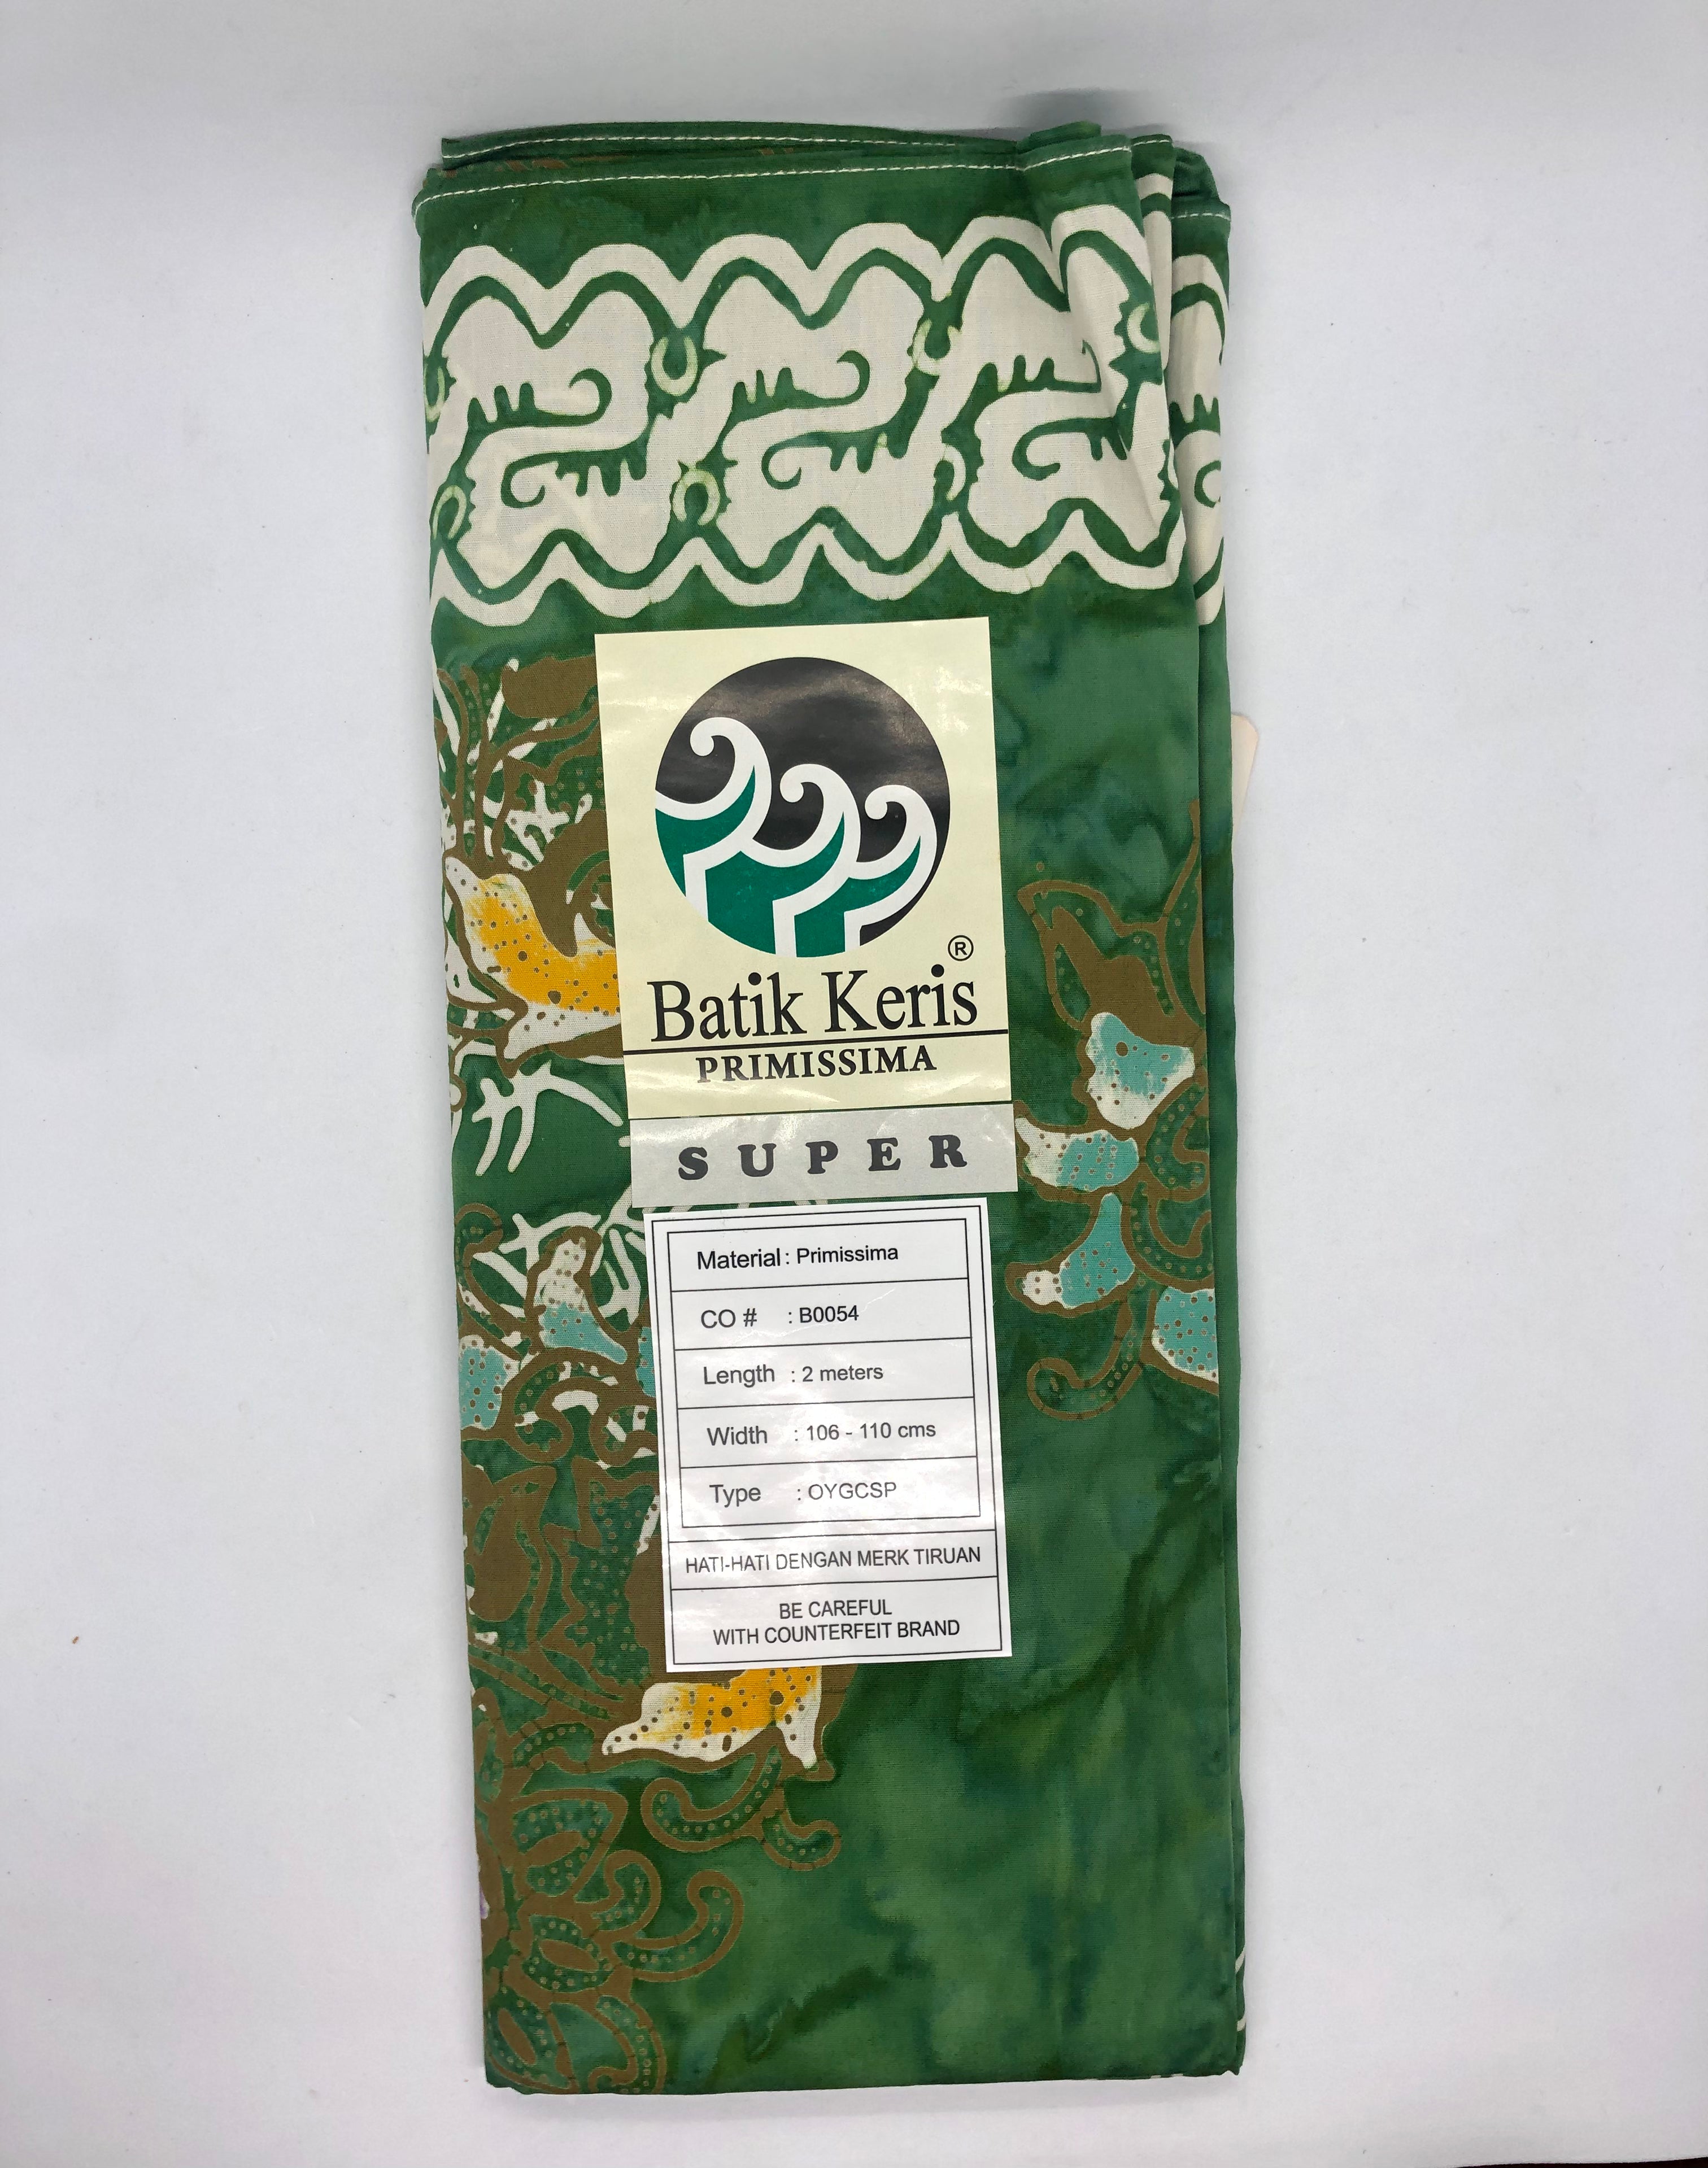 ®
Batik Keris
PRIMISSIMA
SUPER
Material : Primissima
CO # : B0054
Length : 2 meters
Width : 106 - 110 cms
Type : OYGCSP
HATI-HATI DENGAN MERK TIRUAN
BE CAREFUL
WITH COUNTERFEIT BRAND